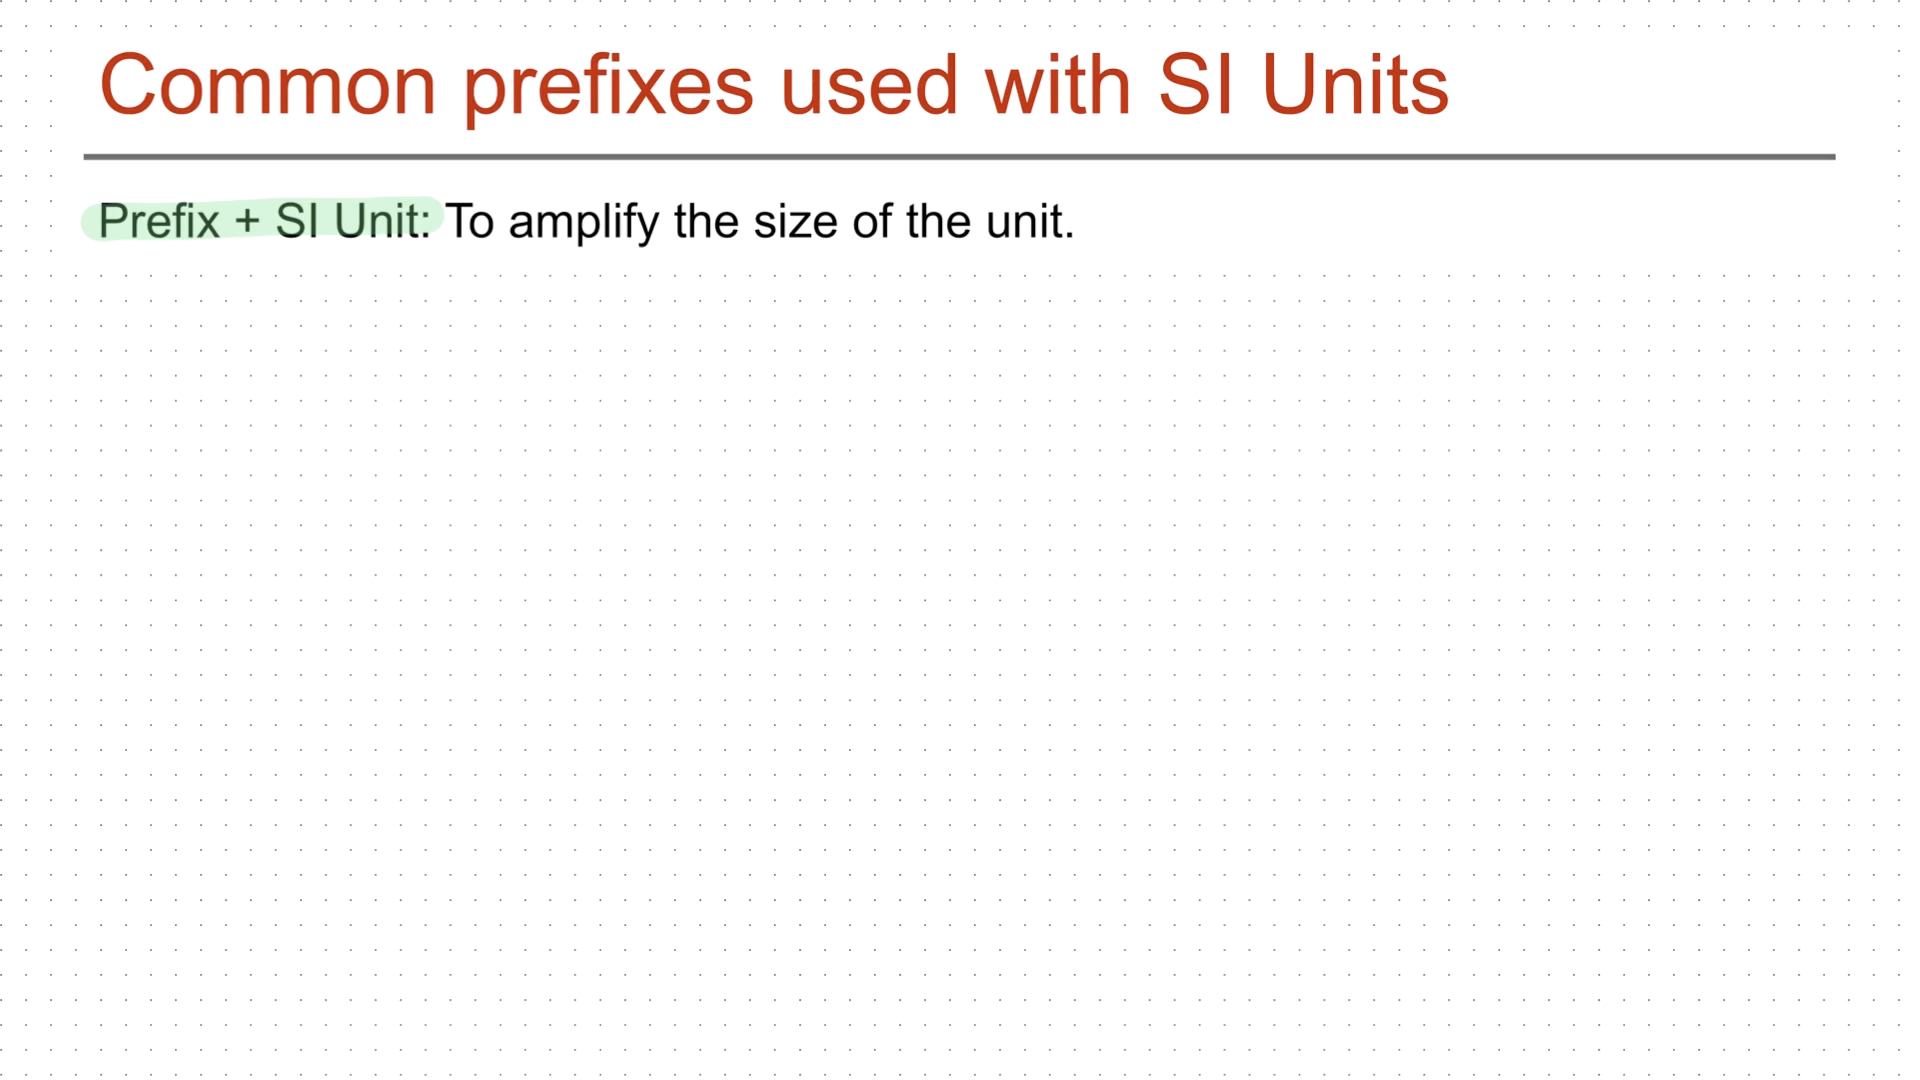 Common prefixes used with SI Units
Prefix + SI Unit: To amplify the size of the unit.